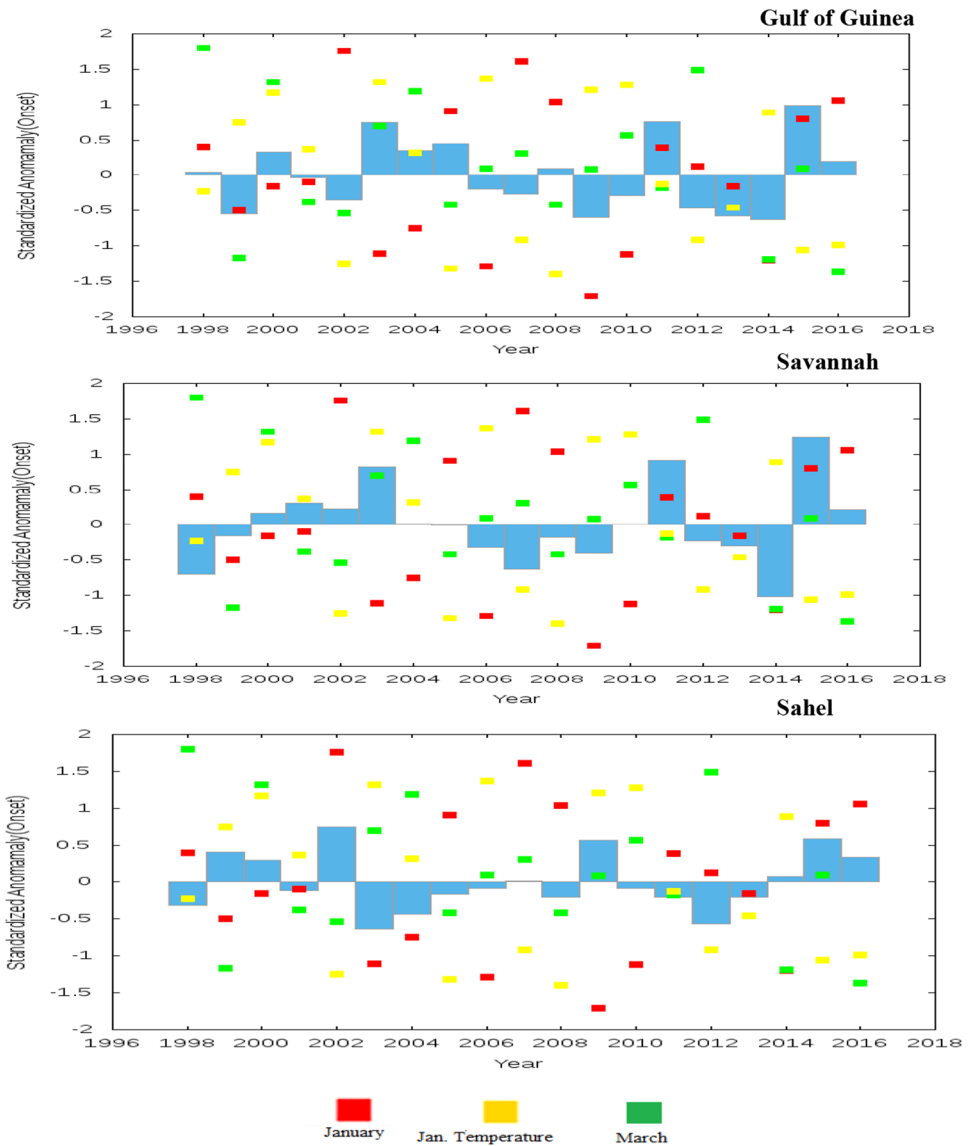 Gulf of Guinea
2
1.5
1
0.5
0
-0.5
-1
-1.5
-2
Standardized Anomamaly(Onset)
1996 1998 2000 2002 2004 2006 2008 2010 2012 2014 2016 2018
Year
Savannah
2
1.5
1
0.5
0
-0.5
-1
-1.5
-2
Standardized Anomamaly(Onset)
1996 1998 2000 2002 2004 2006 2008 2010 2012 2014 2016 2018
Year
Sahel
2
1.5
1
0.5
0
-0.5
-1
-1.5
-2
Standardized Anomamaly(Onset)
1996 1998 2000 2002 2004 2006 2008 2010 2012 2014 2016 2018
Year
January Jan. Temperature March